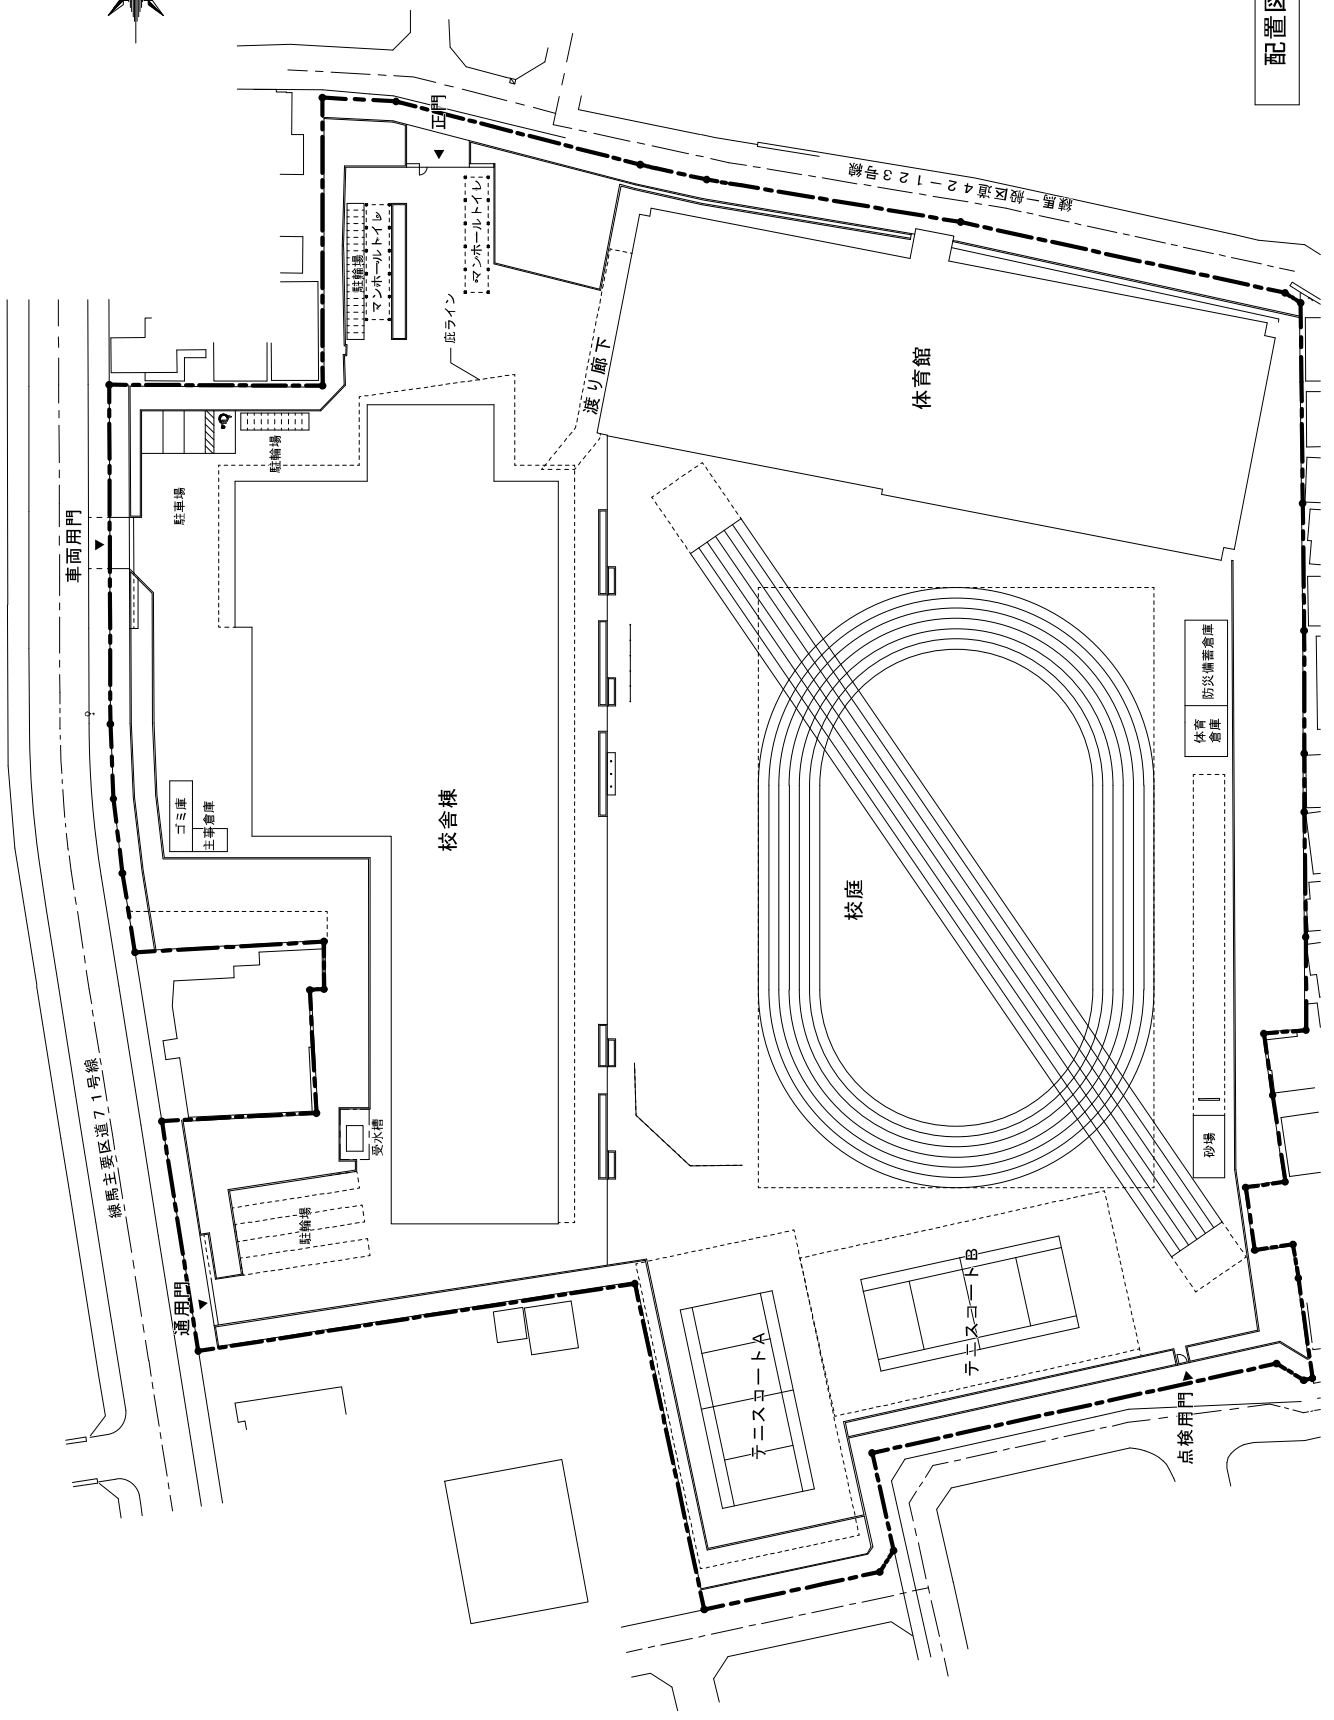 配置図
正門
練馬一般区道42-123号線
マンホールトイレ
駐輪場
マンホールトイレ
庇ライン
渡り廊下
体育館
駐輪場
駐車場
車両用門
防災備蓄倉庫
体育
倉庫
ゴミ庫
主事倉庫
校舎棟
校庭
練馬主要区道71号線
受水槽
砂場
駐輪場
通用門
テニスコートB
テニスコートA
点検用門